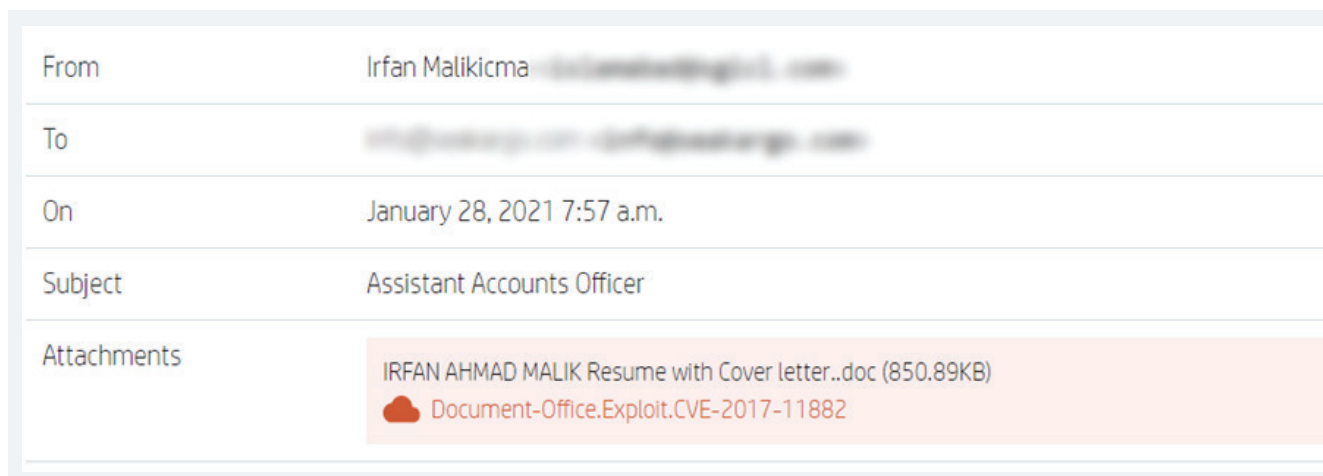 From Irfan Malikicma
To
On January 28, 2021 7:57 a.m.
Subject Assistant Accounts Officer
Attachments
IRFAN AHMAD MALIK Resume with Cover letter..doc (850.89KB)
Document-Office.Exploit.CVE-2017-11882